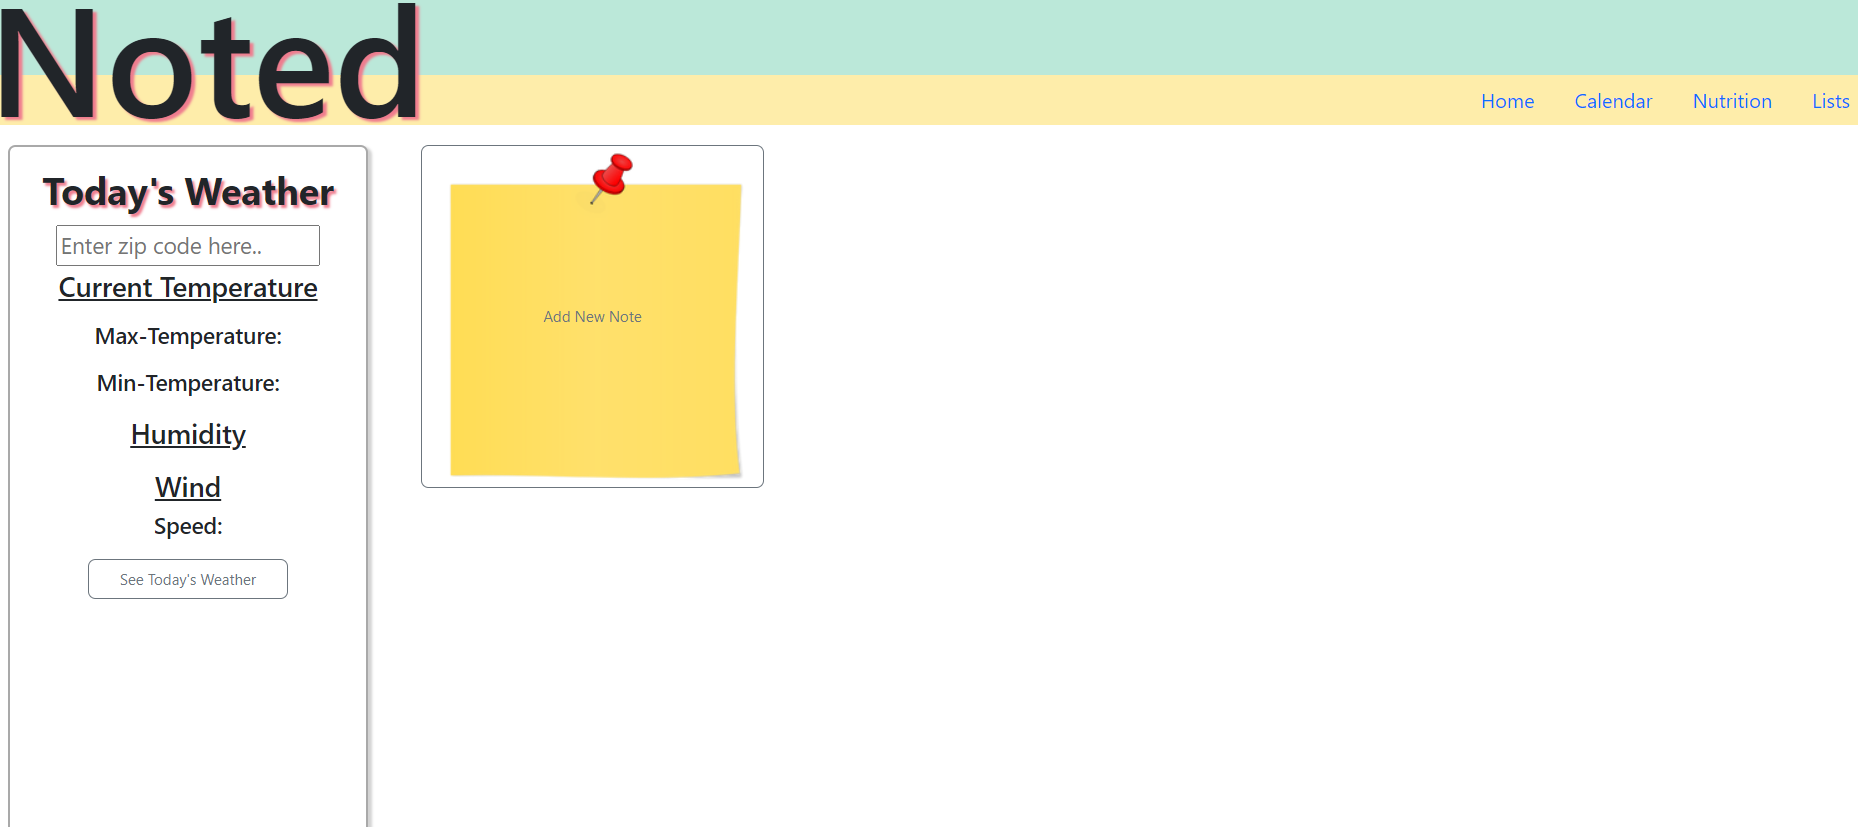 Noted
Home Calendar Nutrition Lists
Today's Weather
Enter zip code here..
Current Temperature
Max-Temperature:
Min-Temperature:
Humidity
Wind
Speed:
See Today's Weather
Add New Note